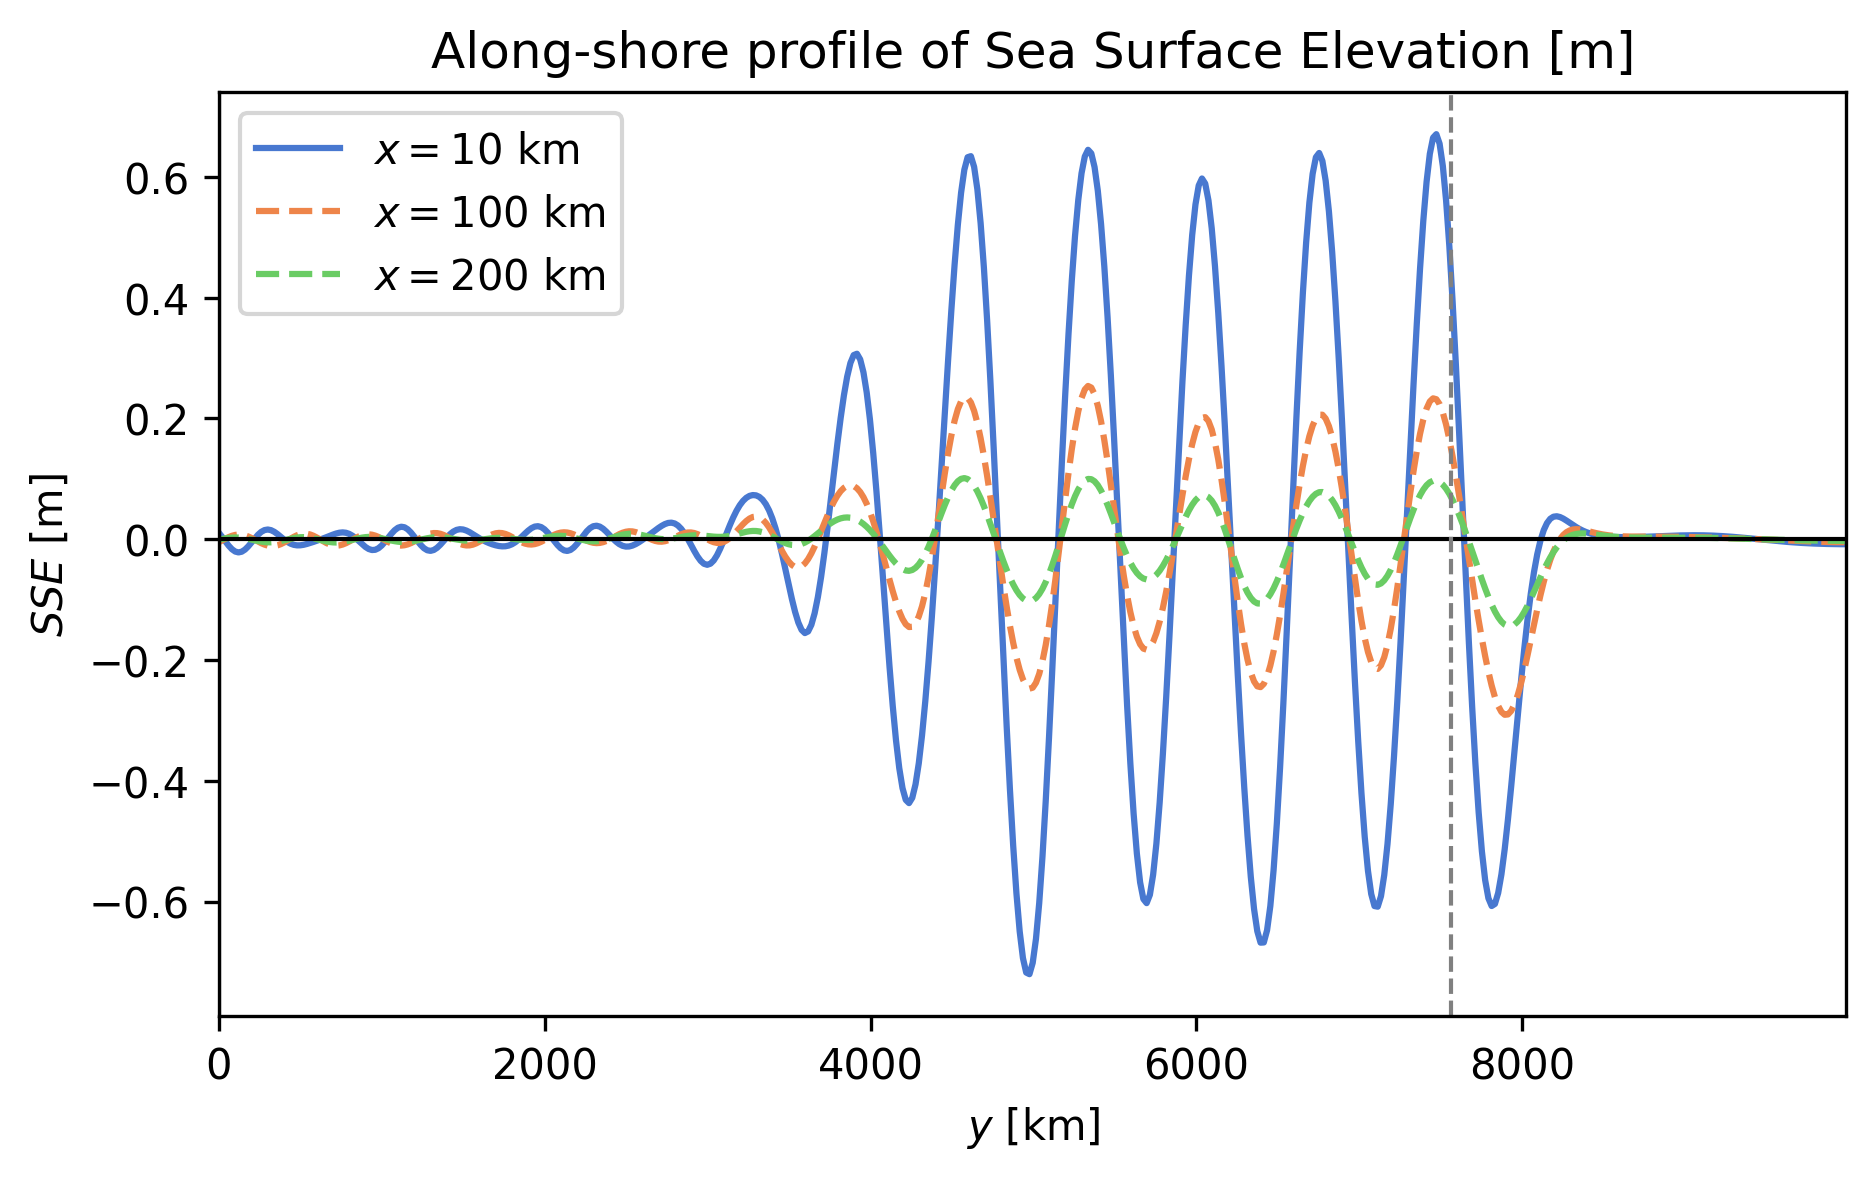 Along-shore profile of Sea Surface Elevation [m]
x = 10 km
x = 100 km
x = 200 km
0.6
0.4
0.2
0.0
−0.2
−0.4
−0.6
SSE [m]
0 2000 4000 6000 8000
y [km]